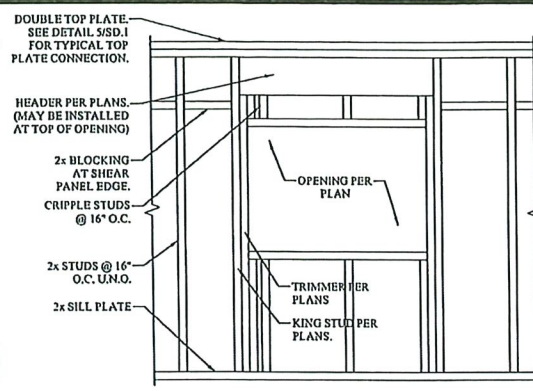 DOUBLE TOP PLATE.
SEE DETAIL 5/SD.1
FOR TYPICAL TOP
PLATE CONNECTION.
HEADER PER PLANS.
(MAY BE INSTALLED
AT TOP OF OPENING)
2x BLOCKING
AT SHEAR
PANEL EDGE.
CRIPPLE STUDS
@ 16" O.C.
OPENING PER
PLAN
2x STUDS @ 16"
O.C. U.N.O.
2x SILL PLATE
TRIMMER PER
PLANS
KING STUD PER
PLANS.